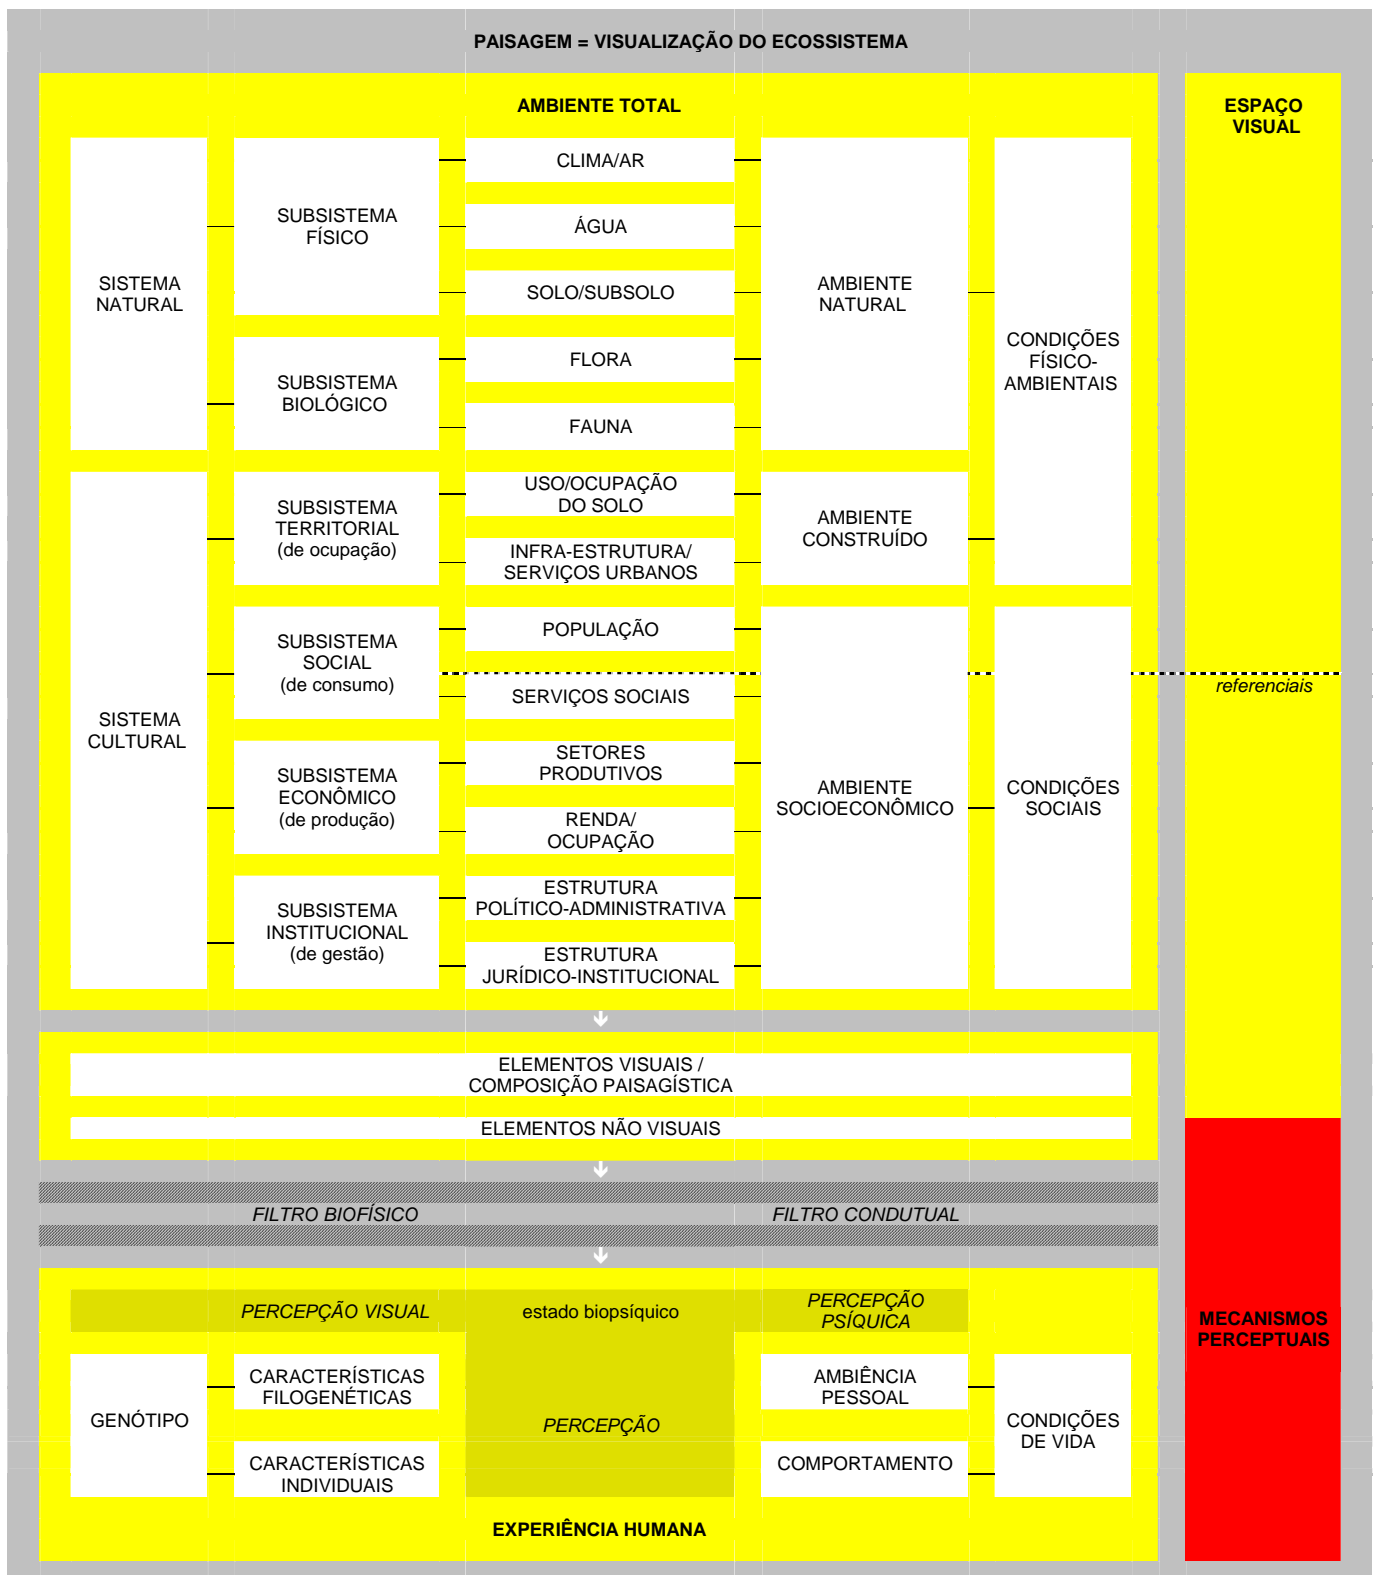 PAISAGEM = VISUALIZAÇÃO DO ECOSSISTEMA
AMBIENTE TOTAL
ESPAÇO
VISUAL
SISTEMA
NATURAL
SUBSISTEMA
FÍSICO
CLIMA/AR
ÁGUA
SOLO/SUBSOLO
AMBIENTE
NATURAL
CONDIÇÕES
FÍSICO-
AMBIENTAIS
SUBSISTEMA
BIOLÓGICO
FLORA
FAUNA
SISTEMA
CULTURAL
SUBSISTEMA
TERRITORIAL
(de ocupação)
USO/OCUPAÇÃO
DO SOLO
INFRA-ESTRUTURA/
SERVIÇOS URBANOS
AMBIENTE
CONSTRUÍDO
SUBSISTEMA
SOCIAL
(de consumo)
POPULAÇÃO
SERVIÇOS SOCIAIS
referenciais
SUBSISTEMA
ECONÔMICO
(de produção)
SETORES
PRODUTIVOS
RENDA/
OCUPAÇÃO
AMBIENTE
SOCIOECONÔMICO
CONDIÇÕES
SOCIAIS
SUBSISTEMA
INSTITUCIONAL
(de gestão)
ESTRUTURA
POLÍTICO-ADMINISTRATIVA
ESTRUTURA
JURÍDICO-INSTITUCIONAL
ELEMENTOS VISUAIS /
COMPOSIÇÃO PAISAGÍSTICA
ELEMENTOS NÃO VISUAIS
FILTRO BIOFÍSICO
FILTRO CONDUTUAL
PERCEPÇÃO VISUAL
estado biopsíquico
PERCEPÇÃO
PSÍQUICA
MECANISMOS
PERCEPTUAIS
GENÓTIPO
CARACTERÍSTICAS
FILOGENÉTICAS
CARACTERÍSTICAS
INDIVIDUAIS
PERCEPÇÃO
AMBIÊNCIA
PESSOAL
COMPORTAMENTO
CONDIÇÕES
DE VIDA
EXPERIÊNCIA HUMANA